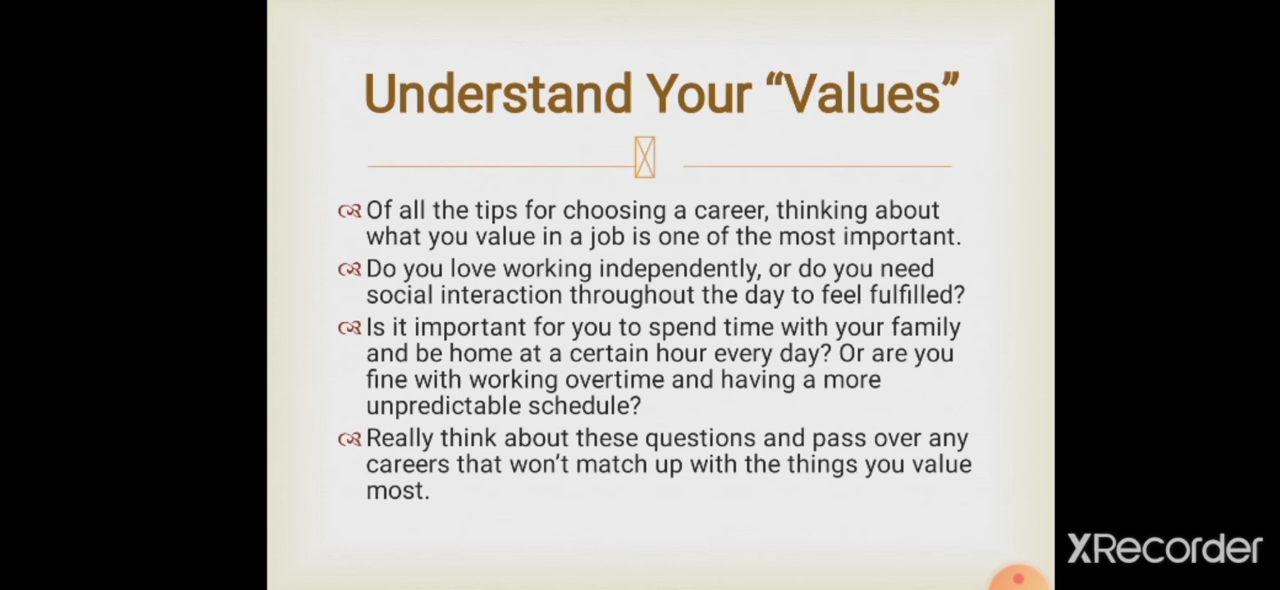 Understand Your “Values”
Of all the tips for choosing a career, thinking about
what you value in a job is one of the most important.
Do you love working independently, or do you need
social interaction throughout the day to feel fulfilled?
Is it important for you to spend time with your family
and be home at a certain hour every day? Or are you
fine with working overtime and having a more
unpredictable schedule?
Really think about these questions and pass over any
careers that won’t match up with the things you value
most.
XRecorder